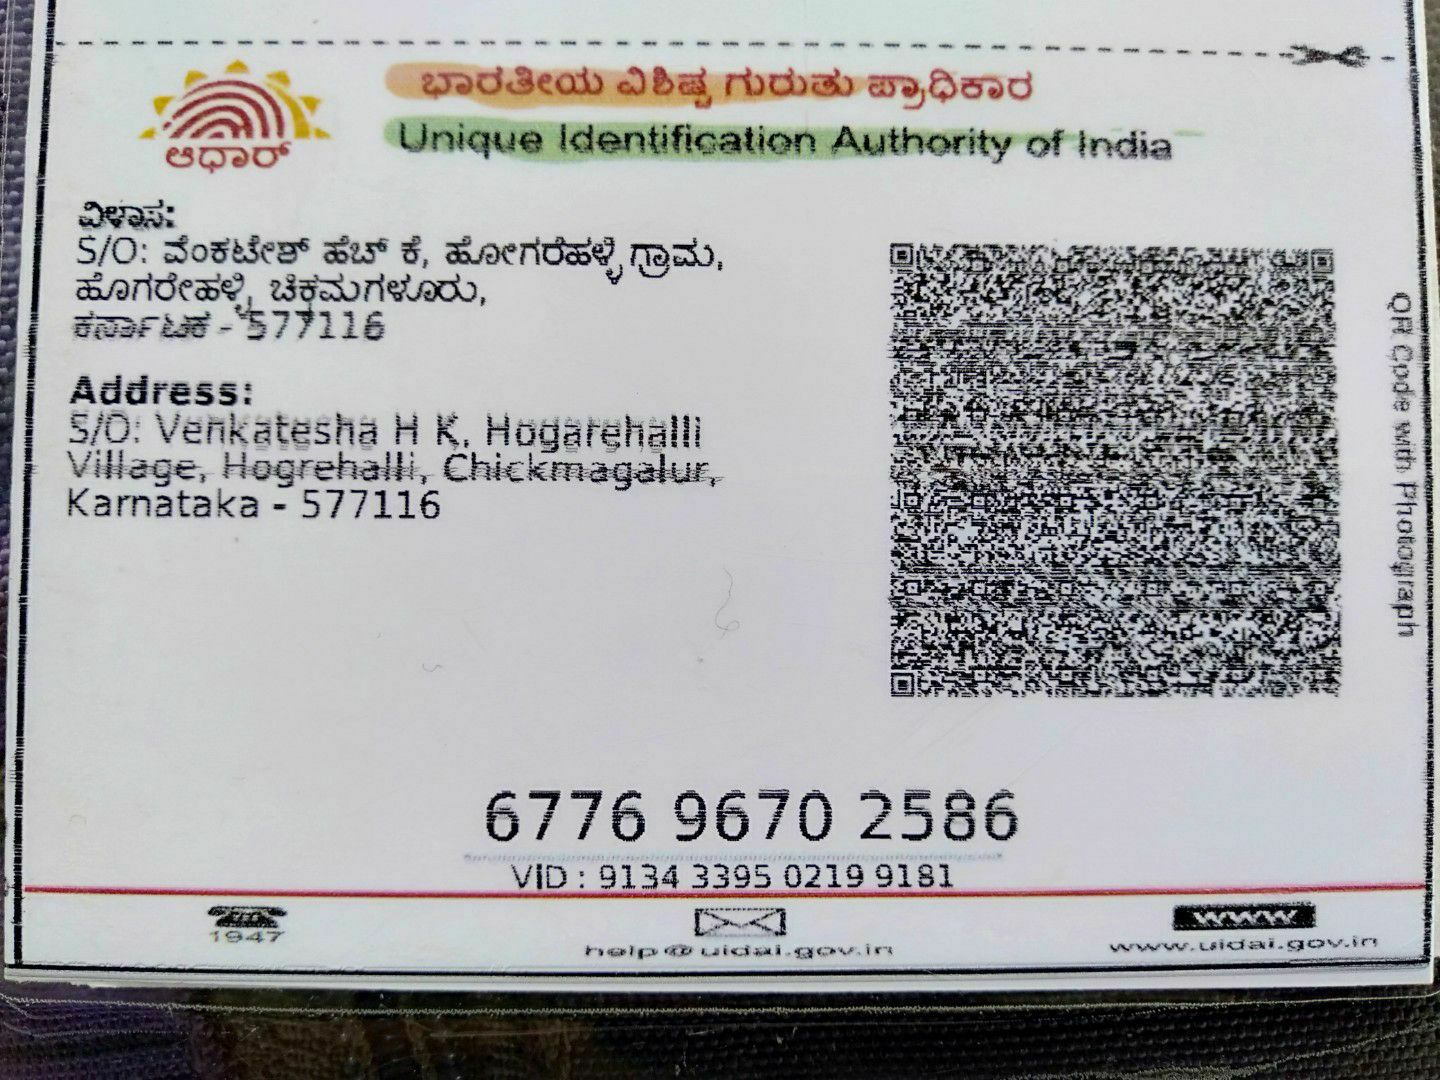 ಆಧಾರ್
ಭಾರತೀಯ ವಿಶಿಷ್ಟ ಗುರುತು ಪ್ರಾಧಿಕಾರ
Unique Identification Authority of India
ವಿಳಾಸ:
S/O: ವೆಂಕಟೇಶ್ ಹೆಚ್ ಕೆ, ಹೋಗರೆಹಳ್ಳಿ ಗ್ರಾಮ,
ಹೊಗರೇಹಳ್ಳಿ, ಚಿಕ್ಕಮಗಳೂರು,
ಕರ್ನಾಟಕ - 577116
Address:
S/O: Venkatesha H K, Hogarehalli
Village, Hogrehalli, Chickmagalur,
Karnataka - 577116
QR Code with Photograph
6776 9670 2586
VID : 9134 3395 0219 9181
1947
help@uidai.gov.in
www
www.uidai.gov.in